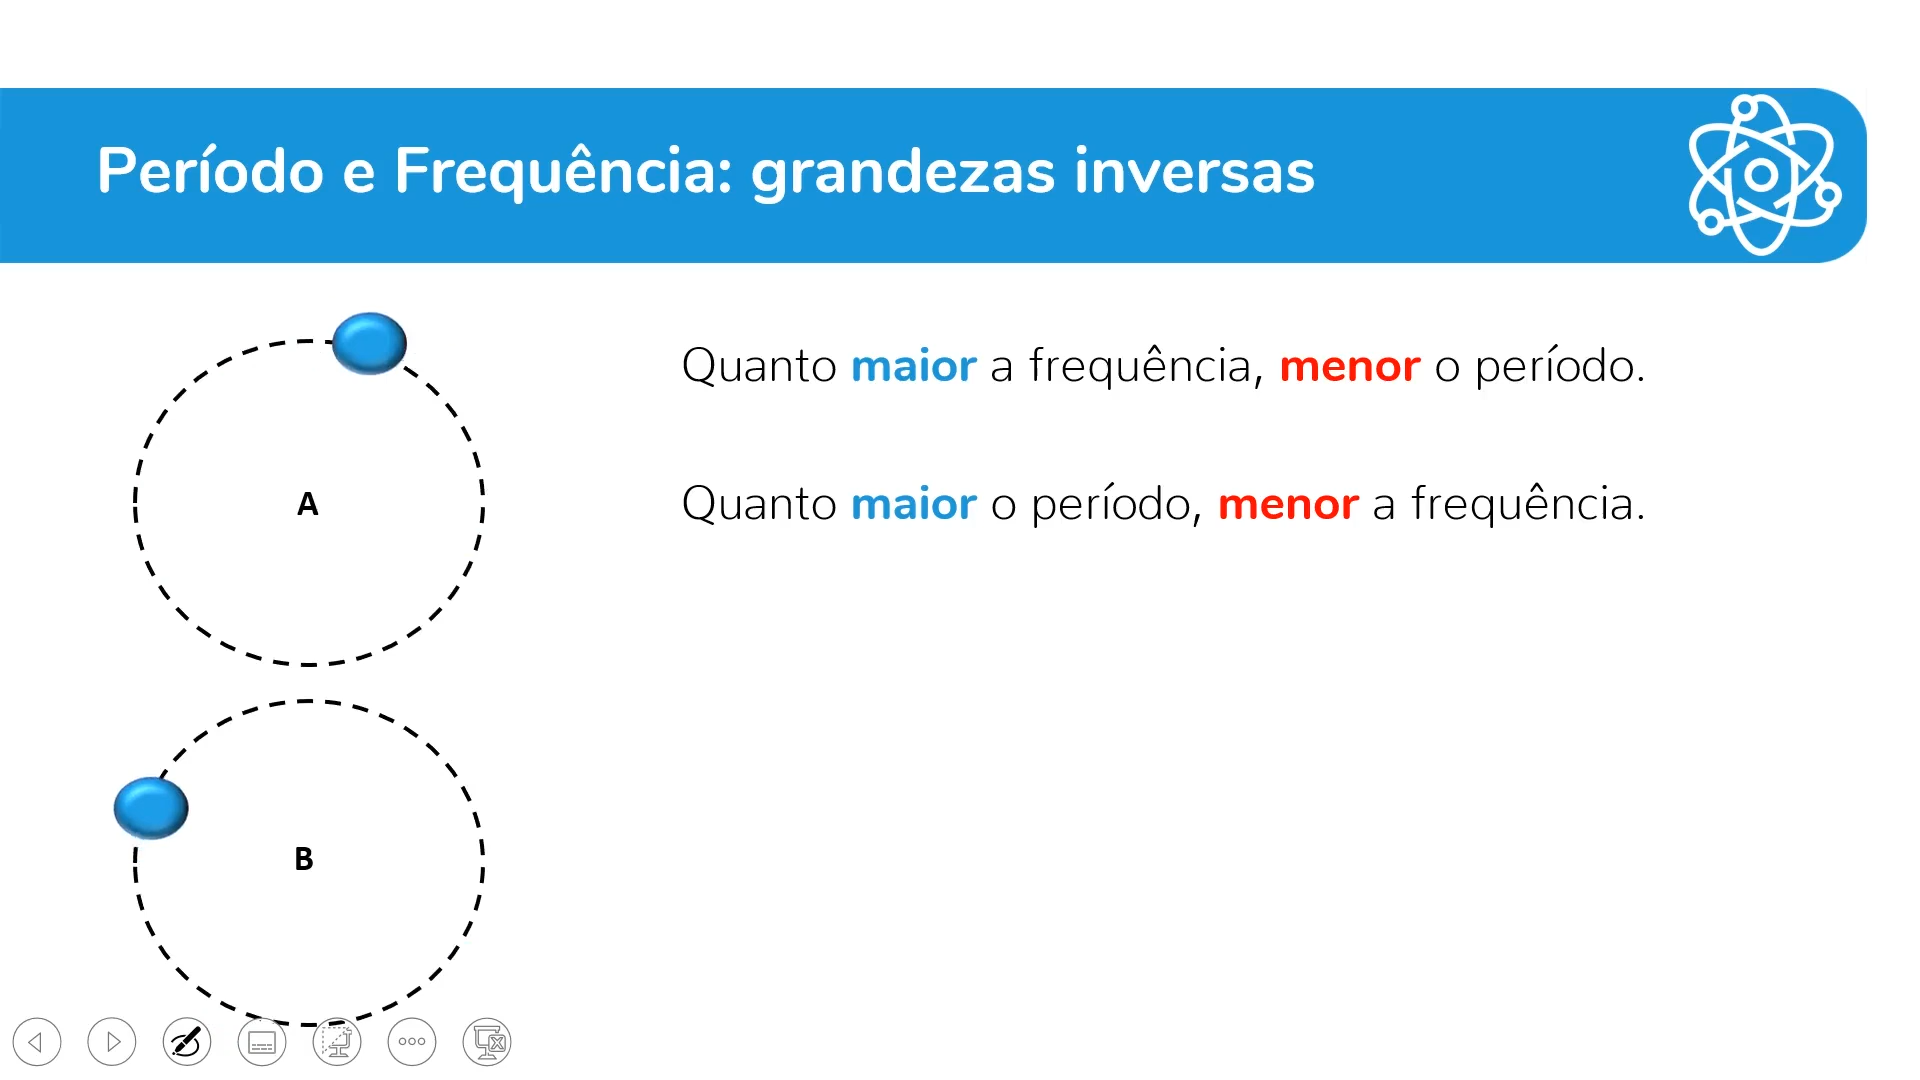 Período e Frequência: grandezas inversas
Quanto maior a frequência, menor o período.
Quanto maior o período, menor a frequência.
A
B